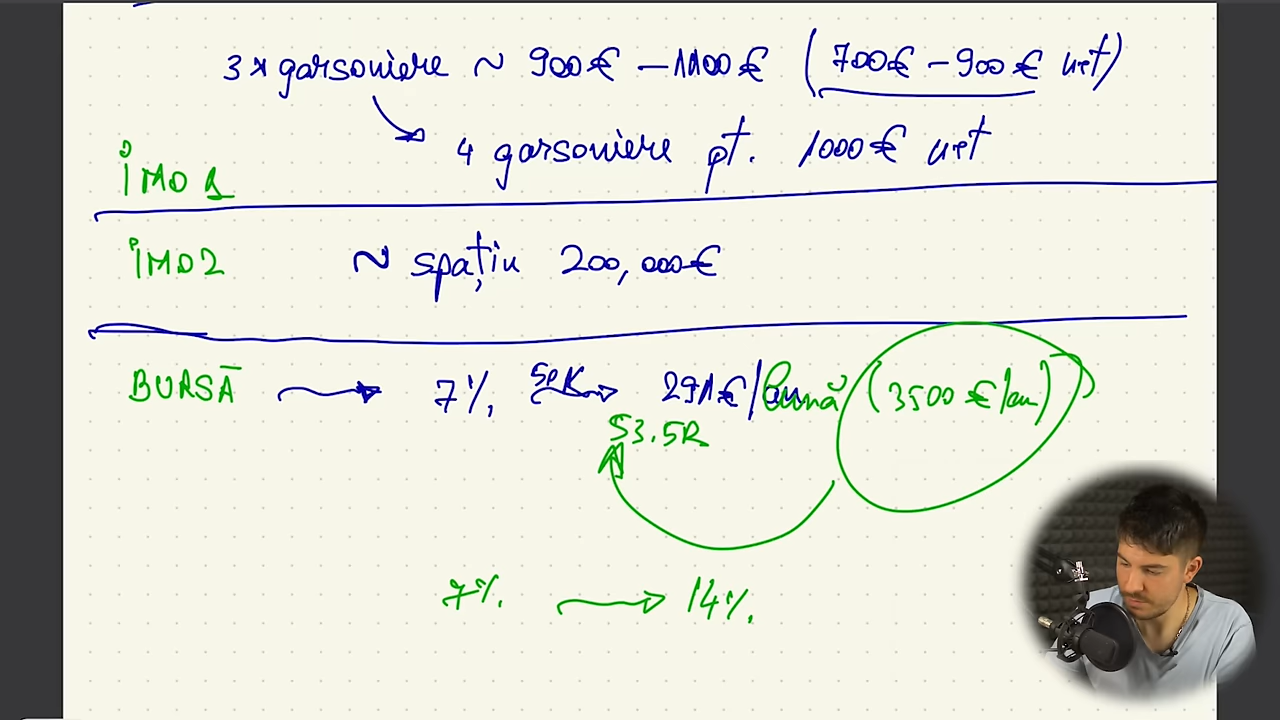 3 x garsoniere ~ 900€ – 1100€ (700€ – 900€ net)
4 garsoniere pt. 1000€ net
IMO 1
IMO 2 ~ spațiu 200,000€
BURSĂ 7% 50K 291€/lună (3500€/an)
53.5K
7% 14%